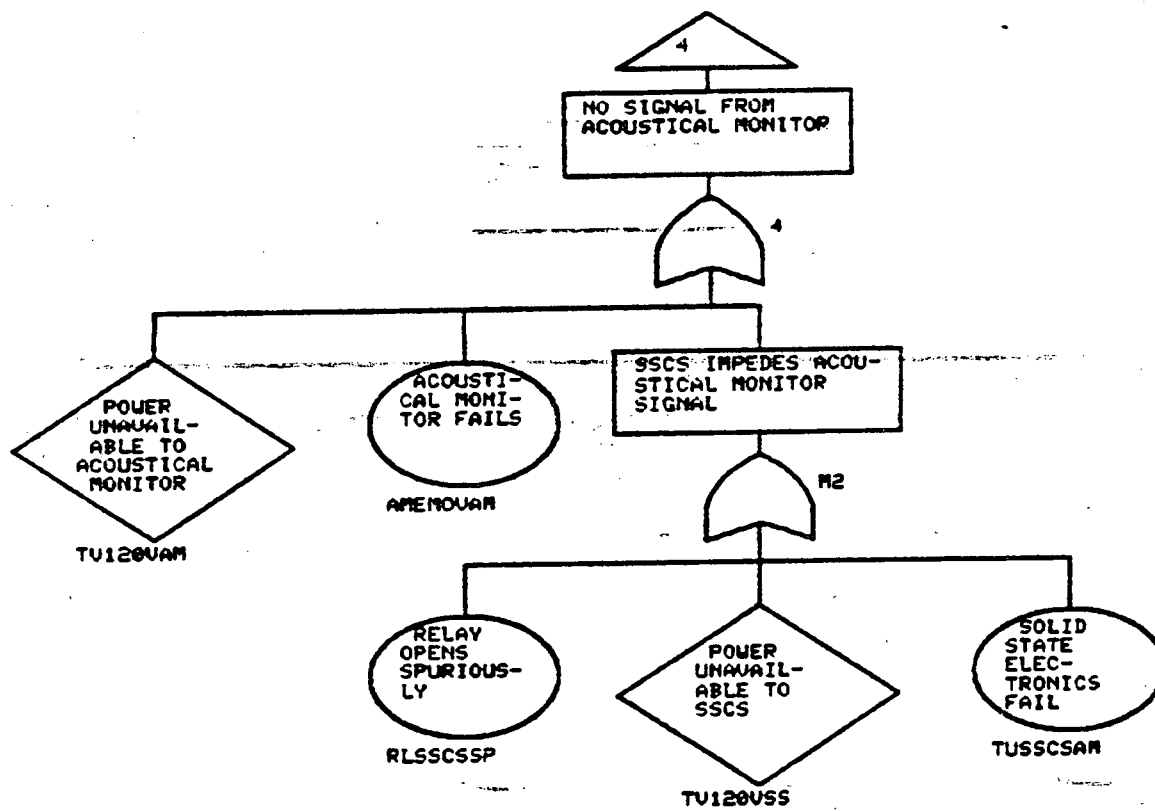 4
NO SIGNAL FROM
ACOUSTICAL MONITOR
4
POWER
UNAVAIL-
ABLE TO
ACOUSTICAL
MONITOR
TV120VAM
ACOUSTI-
CAL MONI-
TOR FAILS
AMEMOVAM
SSCS IMPEDES ACOU-
STICAL MONITOR
SIGNAL
M2
RELAY
OPENS
SPURIOUS-
LY
RLSSCSSP
POWER
UNAVAIL-
ABLE TO
SSCS
TV120VSS
SOLID
STATE
ELEC-
TRONICS
FAIL
TUSSCSAM